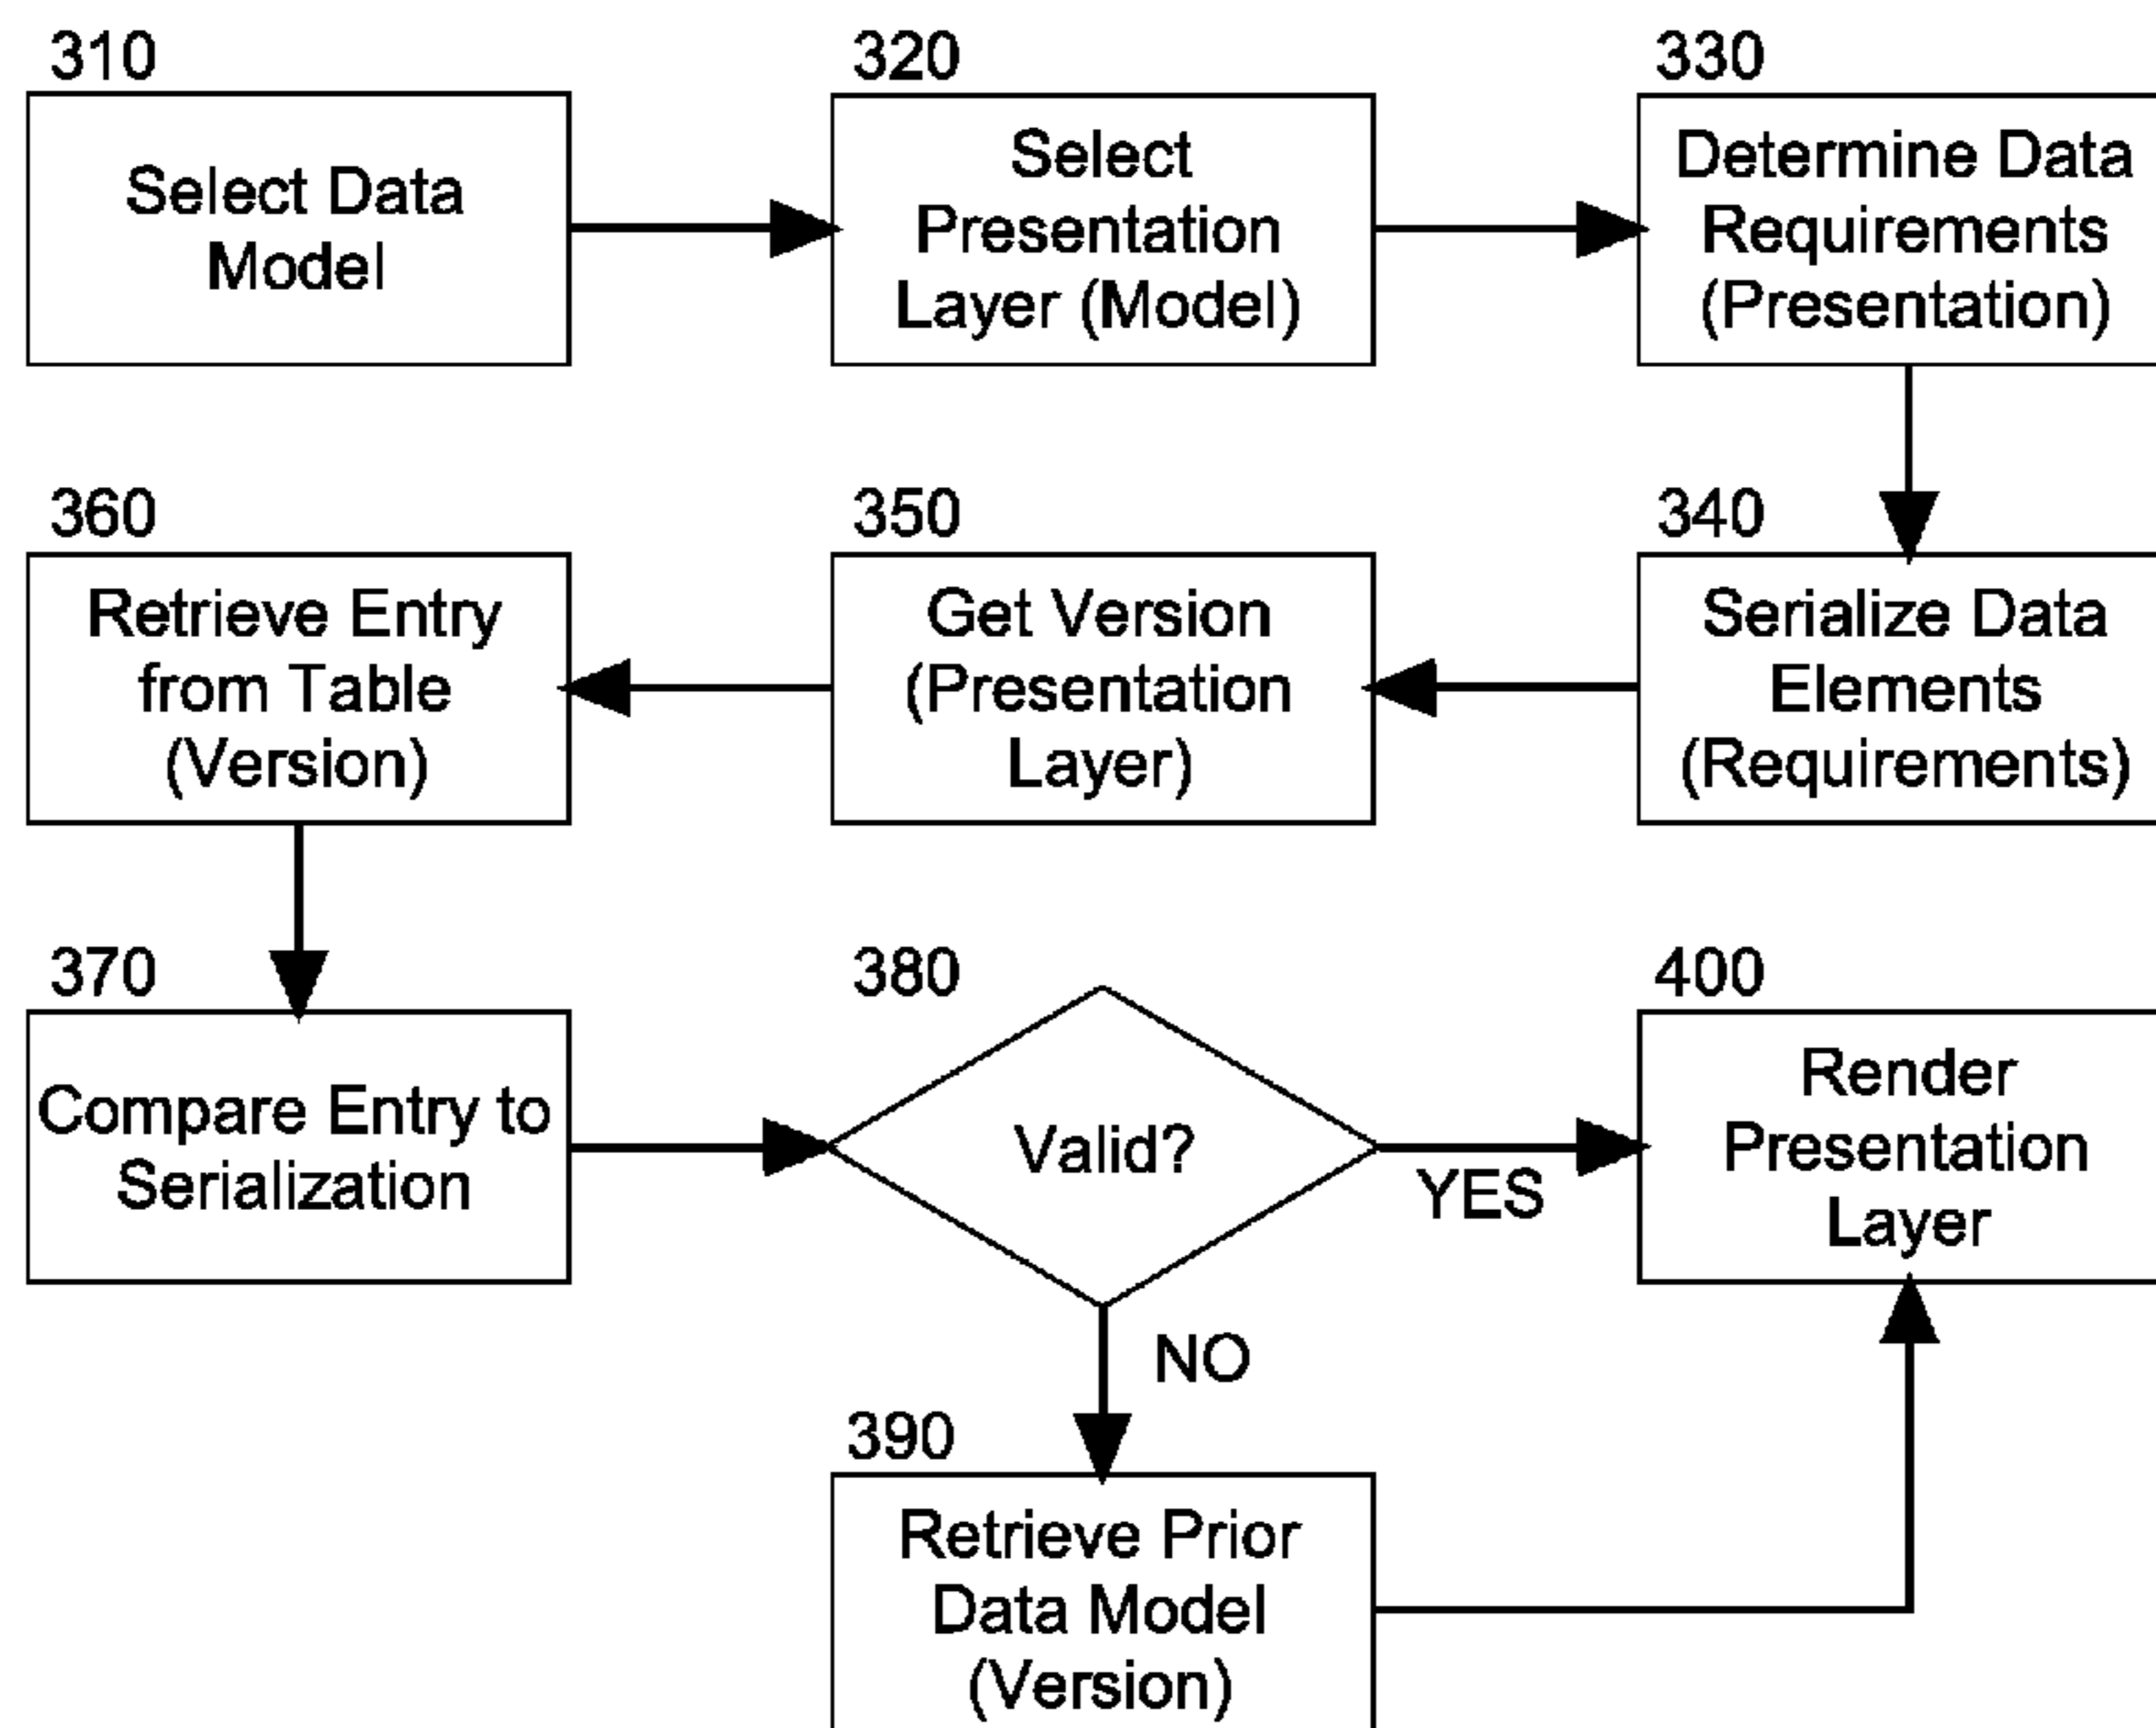 310
Select Data
Model
320
Select
Presentation
Layer (Model)
330
Determine Data
Requirements
(Presentation)
340
Serialize Data
Elements
(Requirements)
350
Get Version
(Presentation
Layer)
360
Retrieve Entry
from Table
(Version)
370
Compare Entry to
Serialization
380
Valid?
YES
NO
390
Retrieve Prior
Data Model
(Version)
400
Render
Presentation
Layer